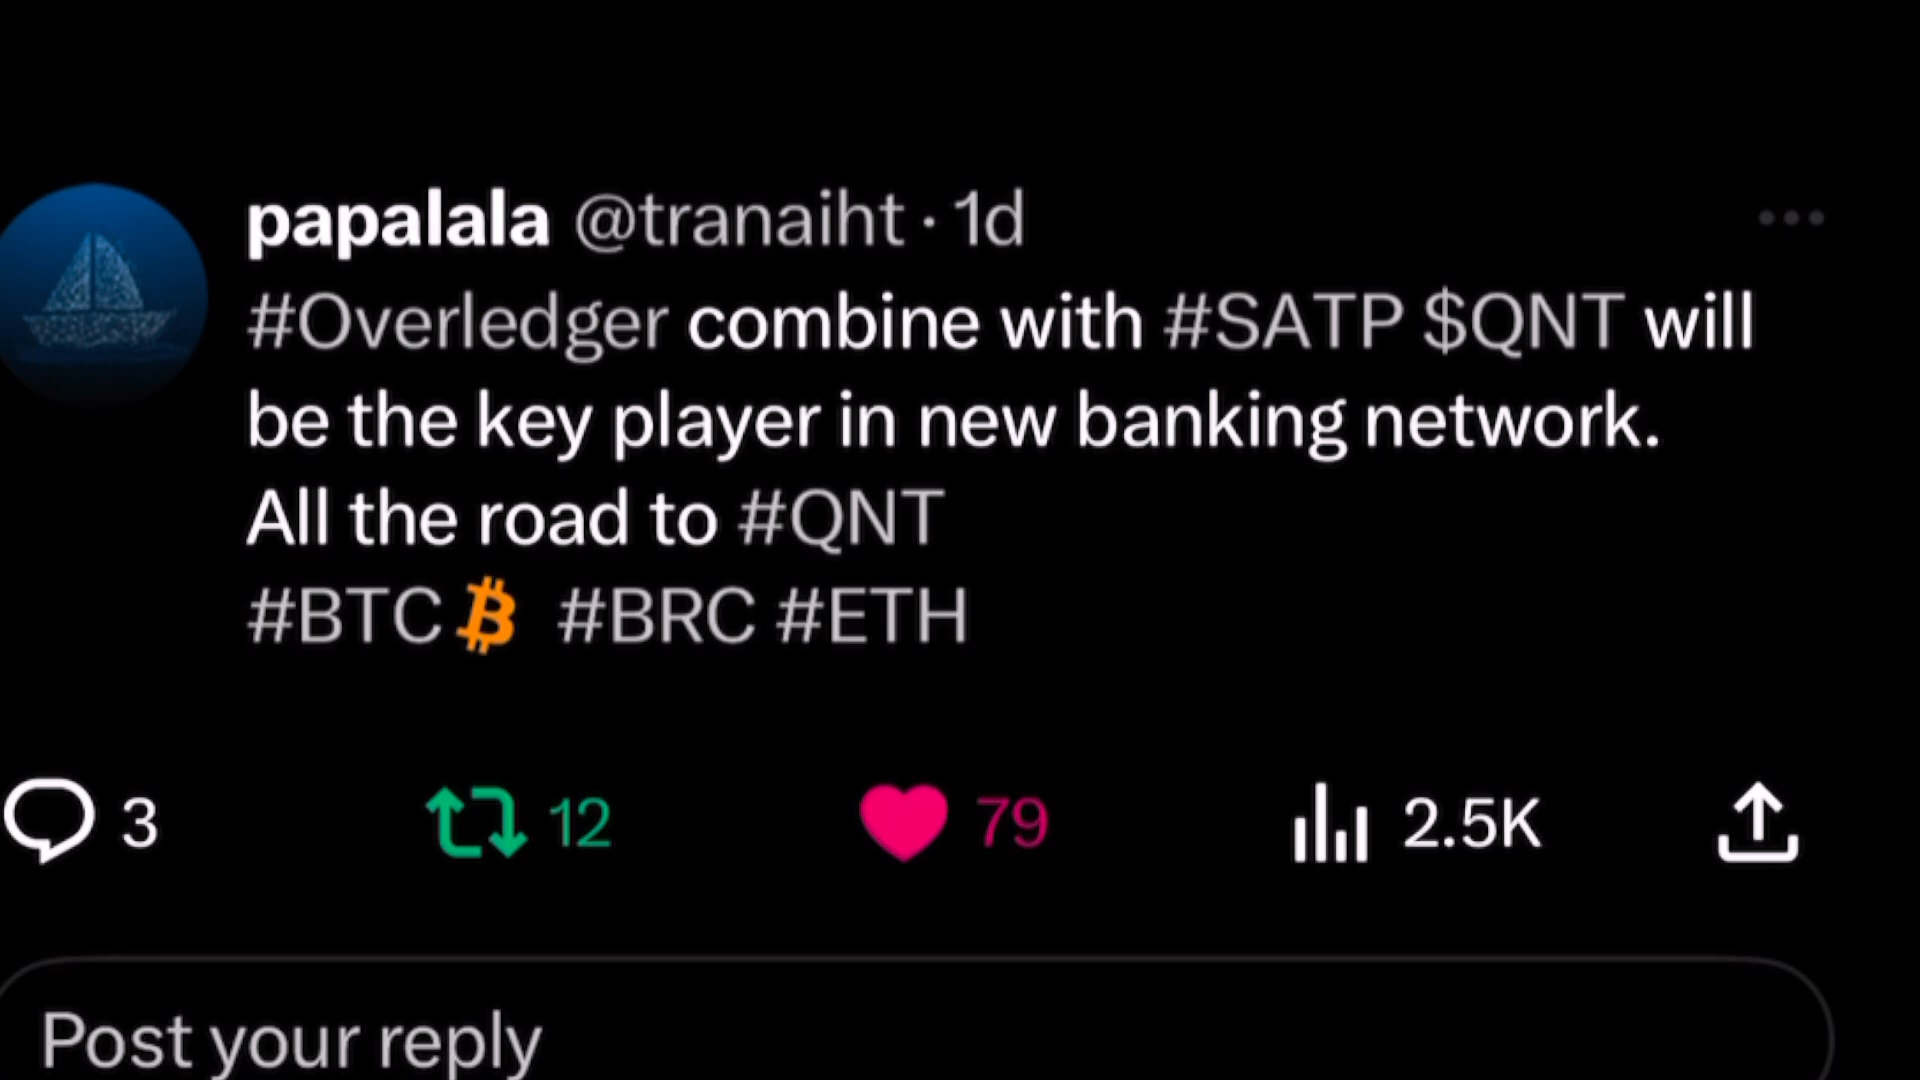 papalala @tranaiht · 1d
#Overledger combine with #SATP $QNT will
be the key player in new banking network.
All the road to #QNT
#BTC #BRC #ETH
3 12 79 2.5K
Post your reply